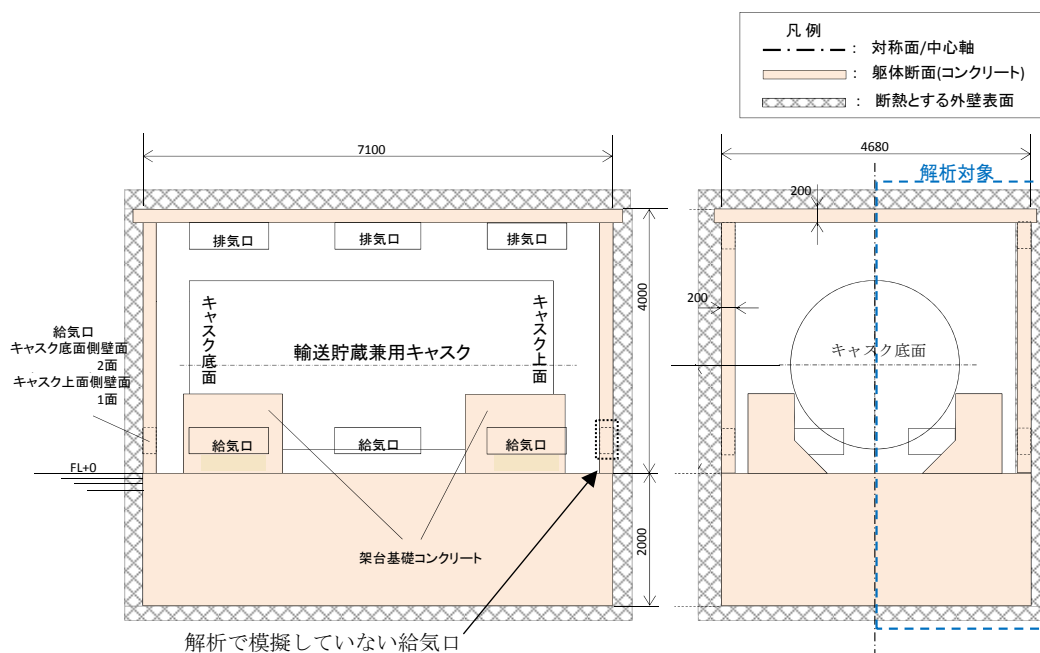 凡 例
： 対称面/中心軸
： 躯体断面(コンクリート)
： 断熱とする外壁表面
7100
4680
解析対象
200
排気口
排気口
排気口
4000
キャスク底面
キャスク上面
200
給気口
キャスク底面側壁面
2面
キャスク上面側壁面
1面
輸送貯蔵兼用キャスク
キャスク底面
給気口
給気口
給気口
FL+0
2000
架台基礎コンクリート
解析で模擬していない給気口